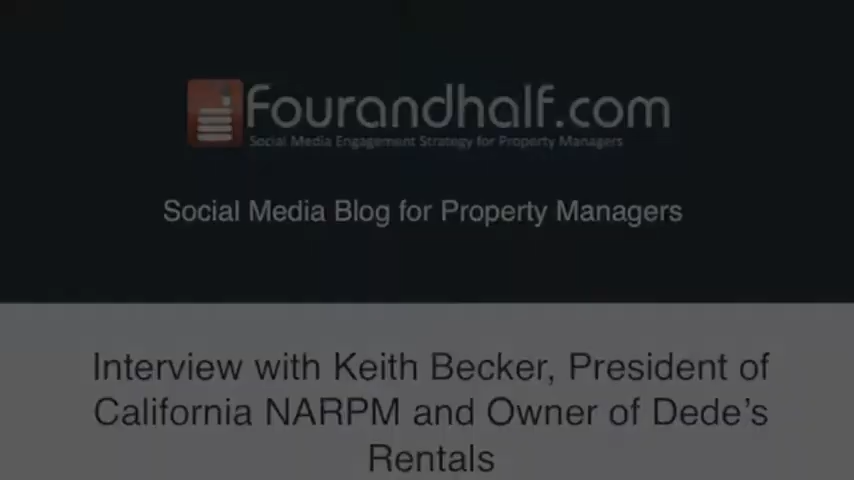 Fourandhalf.com
Social Media Engagement Strategy for Property Managers
Social Media Blog for Property Managers
Interview with Keith Becker, President of
California NARPM and Owner of Dede's
Rentals